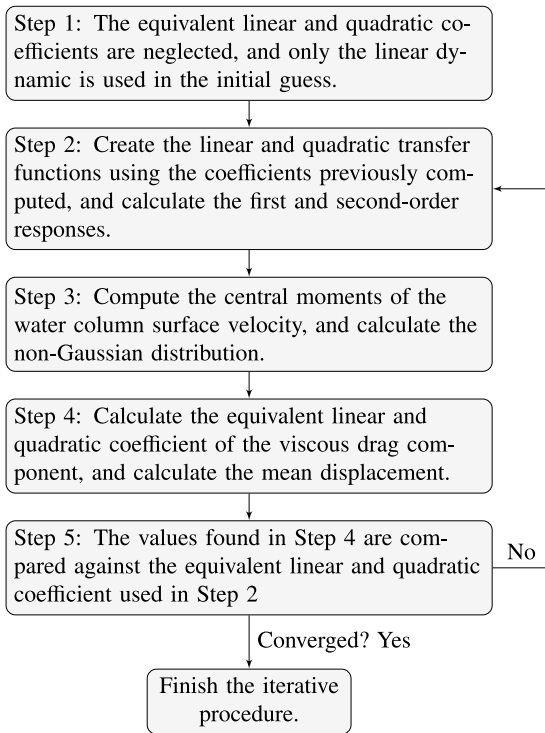 Step 1: The equivalent linear and quadratic co-
efficients are neglected, and only the linear dy-
namic is used in the initial guess.
Step 2: Create the linear and quadratic transfer
functions using the coefficients previously com-
puted, and calculate the first and second-order
responses.
Step 3: Compute the central moments of the
water column surface velocity, and calculate the
non-Gaussian distribution.
Step 4: Calculate the equivalent linear and
quadratic coefficient of the viscous drag com-
ponent, and calculate the mean displacement.
Step 5: The values found in Step 4 are com-
pared against the equivalent linear and quadratic
coefficient used in Step 2
No
Converged? Yes
Finish the iterative
procedure.